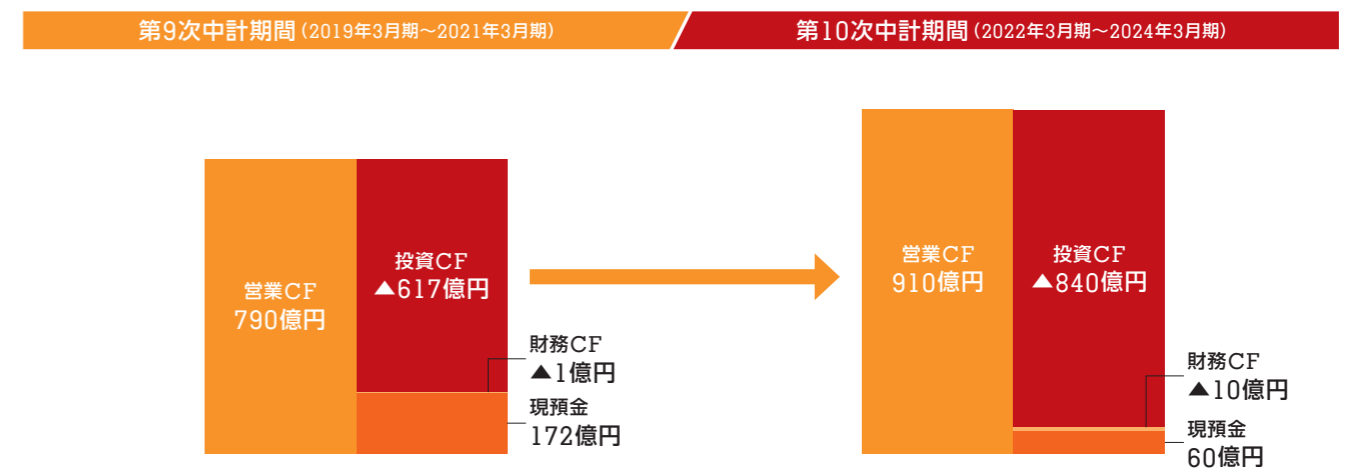 第9次中計期間(2019年3月期～2021年3月期)
第10次中計期間(2022年3月期～2024年3月期)
営業CF
790億円
投資CF
▲617億円
財務CF
▲1億円
現預金
172億円
営業CF
910億円
投資CF
▲840億円
財務CF
▲10億円
現預金
60億円